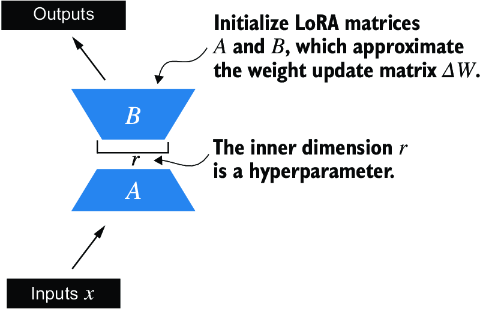 Outputs
Initialize LoRA matrices
A and B, which approximate
the weight update matrix ΔW.
B
r
The inner dimension r
is a hyperparameter.
A
Inputs x